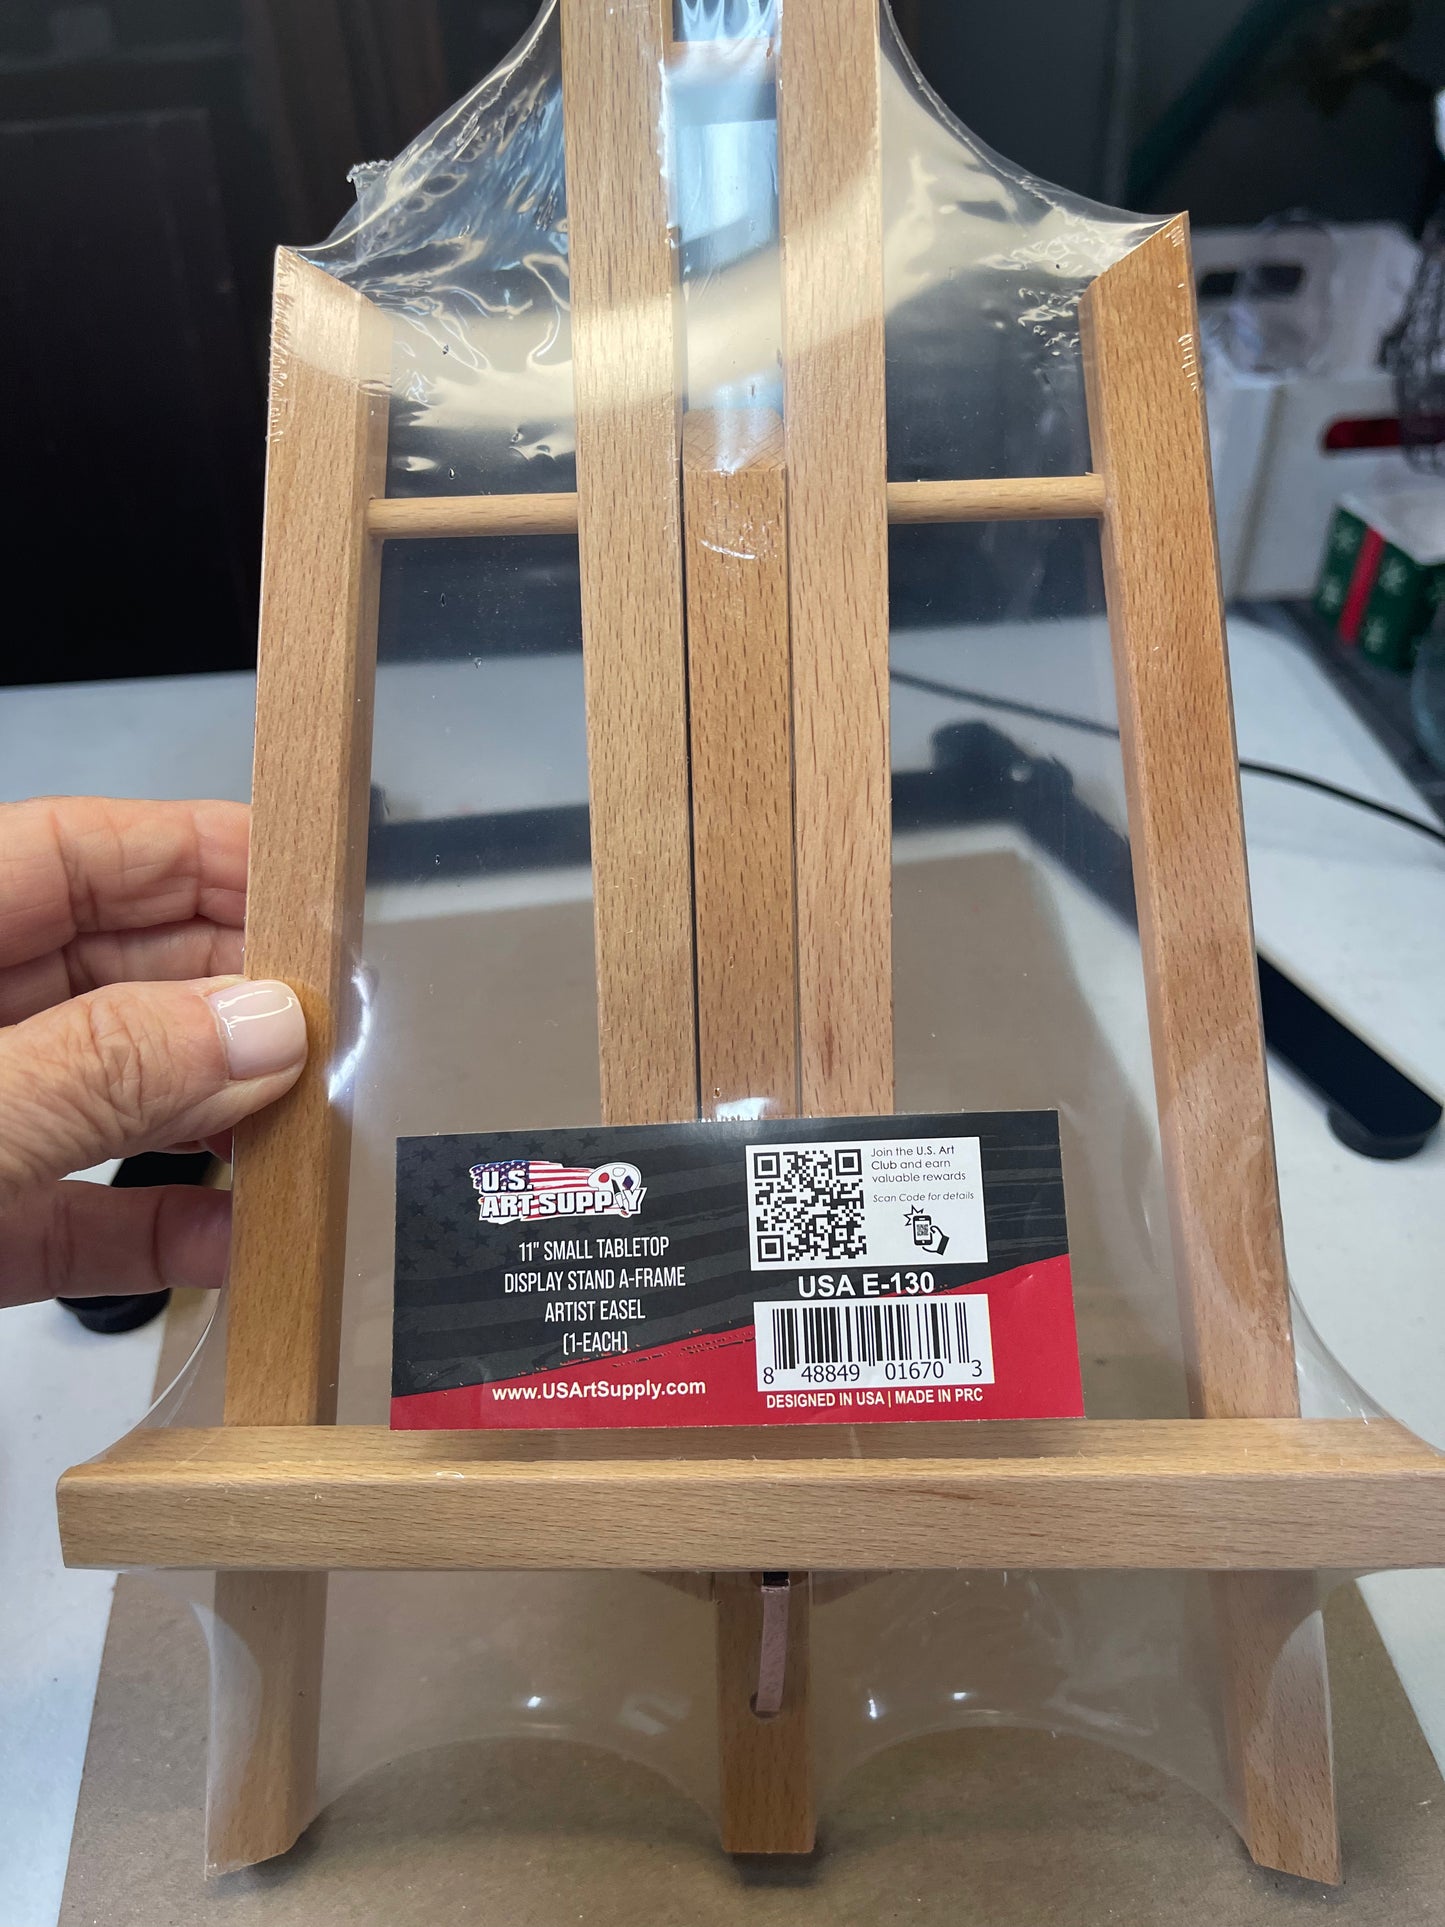 U.S.
ART SUPPLY
11" SMALL TABLETOP
DISPLAY STAND A-FRAME
ARTIST EASEL
(1-EACH)
www.USArtSupply.com
Join the U.S. Art
Club and earn
valuable rewards
Scan Code for details
USA E-130
8 48849 01670 3
DESIGNED IN USA | MADE IN PRC